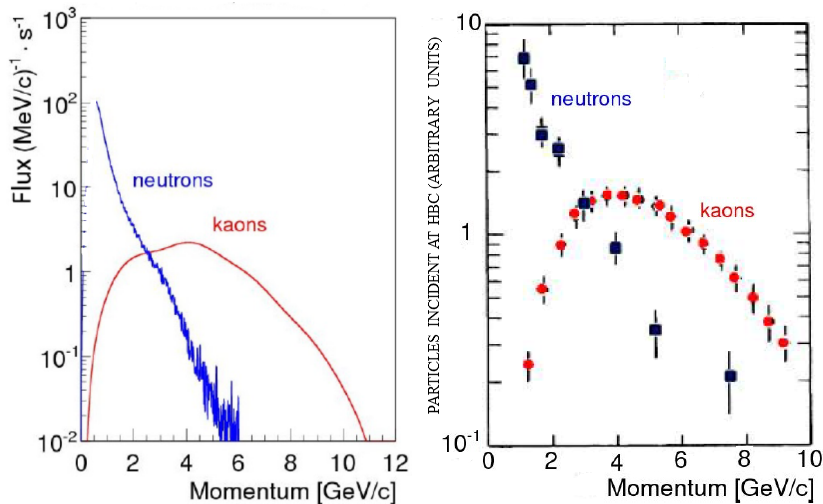 Flux (MeV/c)⁻¹ · s⁻¹
10³
10²
10
1
10⁻¹
10⁻²
neutrons
kaons
0 2 4 6 8 10 12
Momentum [GeV/c]
PARTICLES INCIDENT AT HBC (ARBITRARY UNITS)
10
1
10⁻¹
neutrons
kaons
0 2 4 6 8 10
Momentum [GeV/c]